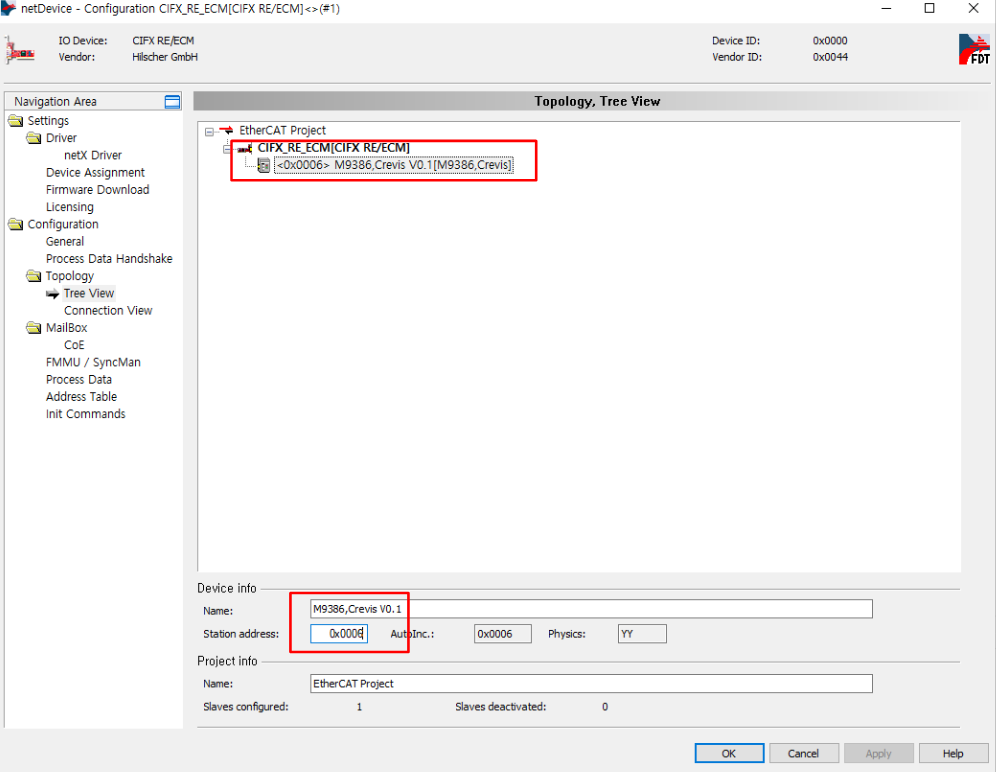 netDevice - Configuration CIFX_RE_ECM[CIFX RE/ECM]<>(#1)
IO Device: CIFX RE/ECM Device ID: 0x0000
Vendor: Hilscher GmbH Vendor ID: 0x0044
FDT
Navigation Area
Settings
Driver
netX Driver
Device Assignment
Firmware Download
Licensing
Configuration
General
Process Data Handshake
Topology
Tree View
Connection View
MailBox
CoE
FMMU / SyncMan
Process Data
Address Table
Init Commands
Topology, Tree View
EtherCAT Project
CIFX_RE_ECM[CIFX RE/ECM]
<0x0006> M9386,Crevis V0.1[M9386,Crevis]
Device info
Name: M9386,Crevis V0.1
Station address: 0x0006 AutoInc.: 0x0006 Physics: YY
Project info
Name: EtherCAT Project
Slaves configured: 1 Slaves deactivated: 0
OK Cancel Apply Help